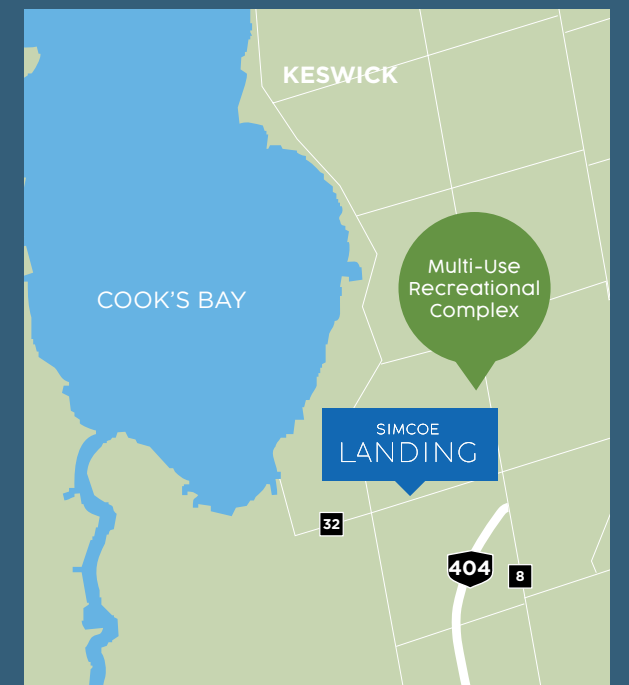 KESWICK
Multi-Use
Recreational
Complex
COOK'S BAY
SIMCOE
LANDING
32
404
8